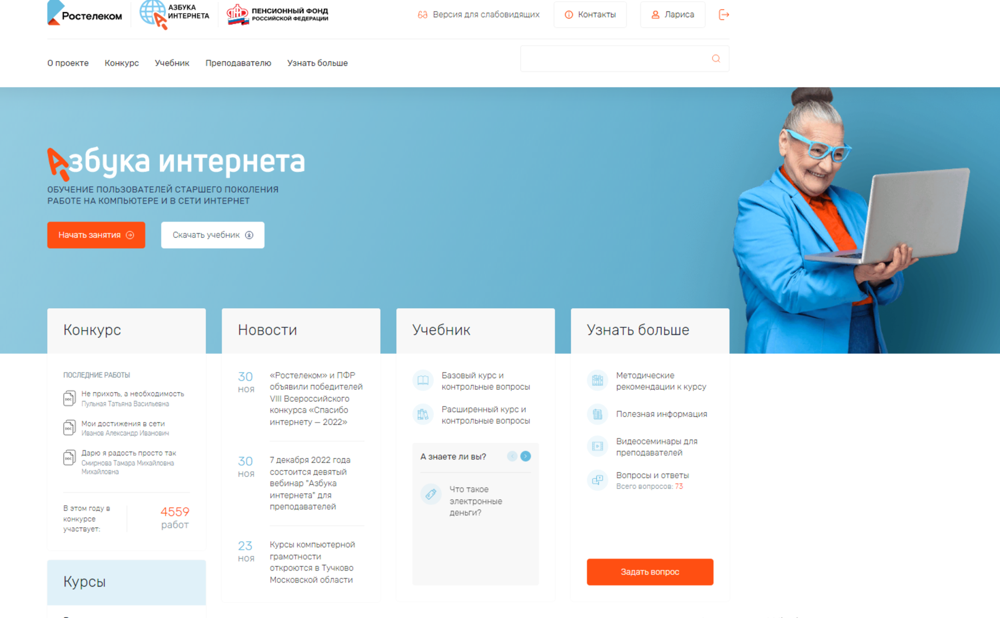 Ростелеком
АЗБУКА
ИНТЕРНЕТА
ПЕНСИОННЫЙ ФОНД
РОССИЙСКОЙ ФЕДЕРАЦИИ
Версия для слабовидящих
Контакты
Лариса
О проекте
Конкурс
Учебник
Преподавателю
Узнать больше
Азбука интернета
ОБУЧЕНИЕ ПОЛЬЗОВАТЕЛЕЙ СТАРШЕГО ПОКОЛЕНИЯ
РАБОТЕ НА КОМПЬЮТЕРЕ И В СЕТИ ИНТЕРНЕТ
Начать занятия
Скачать учебник
Конкурс
ПОСЛЕДНИЕ РАБОТЫ
DOC
Не прихоть, а необходимость
Пульная Татьяна Васильевна
DOC
Мои достижения в сети
Иванов Александр Иванович
DOC
Дарю я радость просто так
Смирнова Тамара Михайловна
Михайловна
В этом году в
конкурсе
участвует:
4559
работ
Курсы
Новости
30
ноя
«Ростелеком» и ПФР
объявили победителей
VIII Всероссийского
конкурса «Спасибо
интернету – 2022»
30
ноя
7 декабря 2022 года
состоится девятый
вебинар "Азбука
интернета" для
преподавателей
23
ноя
Курсы компьютерной
грамотности
откроются в Тучково
Московской области
Учебник
Базовый курс и
контрольные вопросы
Расширенный курс и
контрольные вопросы
А знаете ли вы?
Что такое
электронные
деньги?
Узнать больше
Методические
рекомендации к курсу
Полезная информация
Видеосеминары для
преподавателей
Вопросы и ответы
Всего вопросов: 73
Задать вопрос